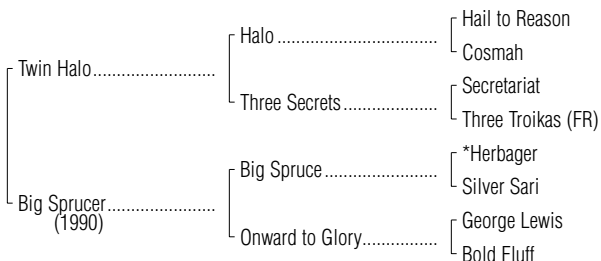 Hail to Reason
Halo ...................................
Cosmah
Twin Halo...........................
Secretariat
Three Secrets....................
Three Troikas (FR)
*Herbager
Big Spruce........................
Silver Sari
Big Sprucer........................
(1990)
George Lewis
Onward to Glory................
Bold Fluff